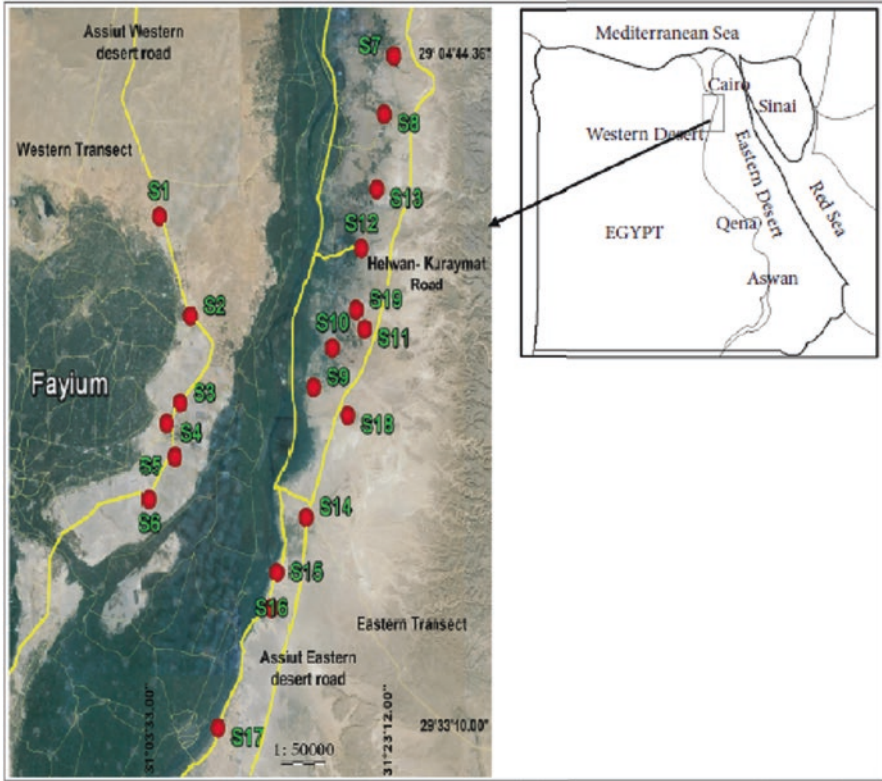 Assiut Western
desert road
S7
29° 04'44 36"
S8
Western Transect
S1
S13
S12
Helwan- Kuraymat
Road
S2
S19
S10
S11
Fayium
S9
S3
S18
S4
S5
S6
S14
S15
S16
Eastern Transect
Assiut Eastern
desert road
31°03'33.00"
31°23'12.00"
29°33'10.00"
S17
1: 50000
Mediterranean Sea
Cairo
Sinai
Western Desert
Eastern Desert
Red Sea
Qena
EGYPT
Aswan